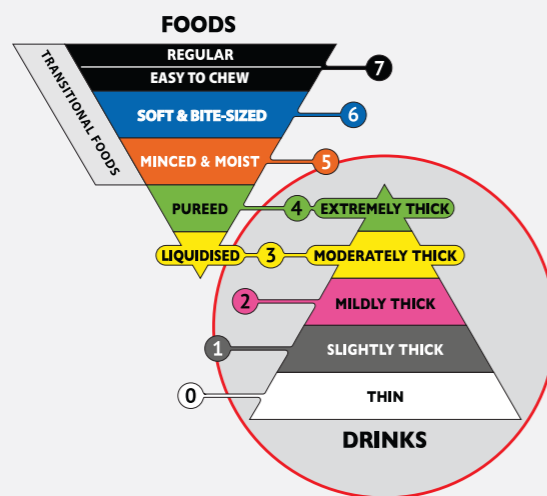 FOODS
TRANSITIONAL FOODS
REGULAR
EASY TO CHEW
7
SOFT & BITE-SIZED
6
MINCED & MOIST
5
PUREED
4
EXTREMELY THICK
LIQUIDISED
3
MODERATELY THICK
2
MILDLY THICK
1
SLIGHTLY THICK
0
THIN
DRINKS